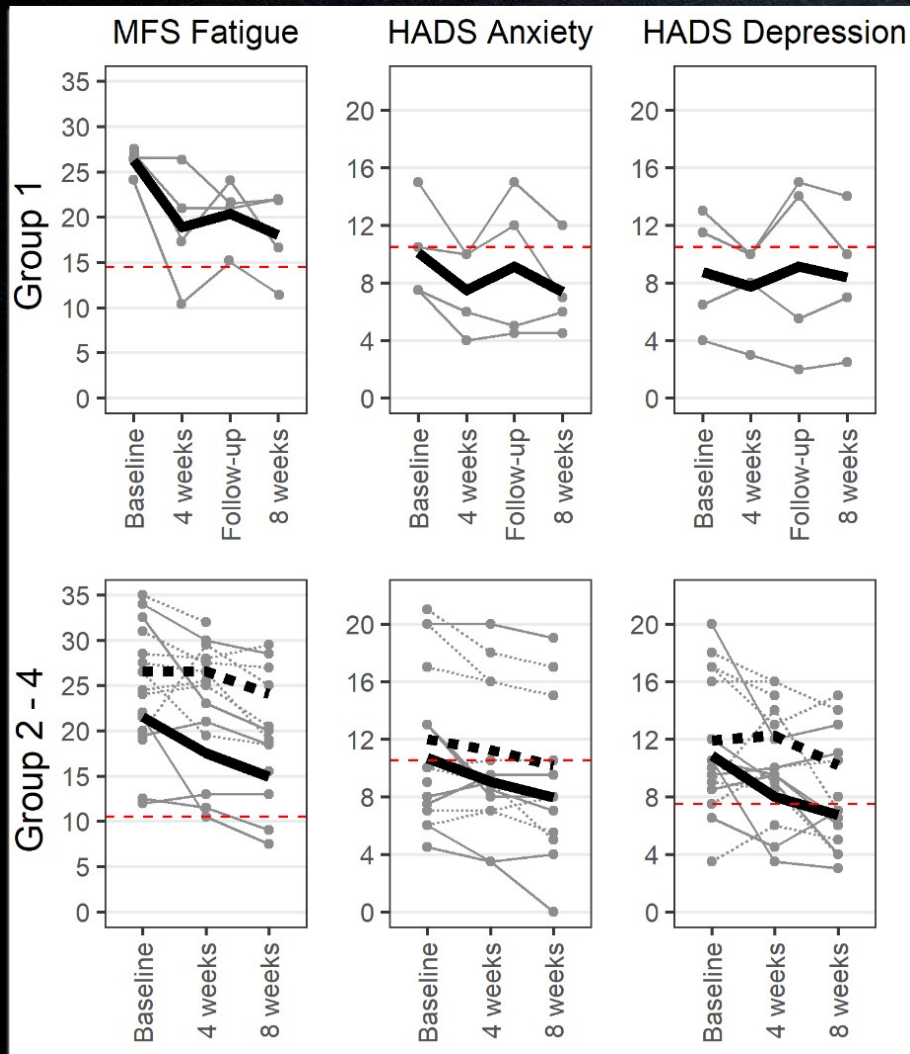 MFS Fatigue HADS Anxiety HADS Depression
Group 1
35
30
25
20
15
10
5
0
20
16
12
8
4
0
20
16
12
8
4
0
Baseline
4 weeks
Follow-up
8 weeks
Baseline
4 weeks
Follow-up
8 weeks
Baseline
4 weeks
Follow-up
8 weeks
Group 2 - 4
35
30
25
20
15
10
5
0
20
16
12
8
4
0
20
16
12
8
4
0
Baseline
4 weeks
8 weeks
Baseline
4 weeks
8 weeks
Baseline
4 weeks
8 weeks